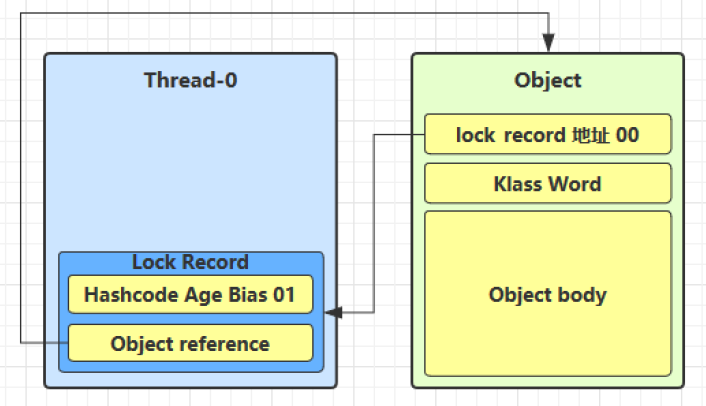 Thread-0
Lock Record
Hashcode Age Bias 01
Object reference
Object
lock record 地址 00
Klass Word
Object body